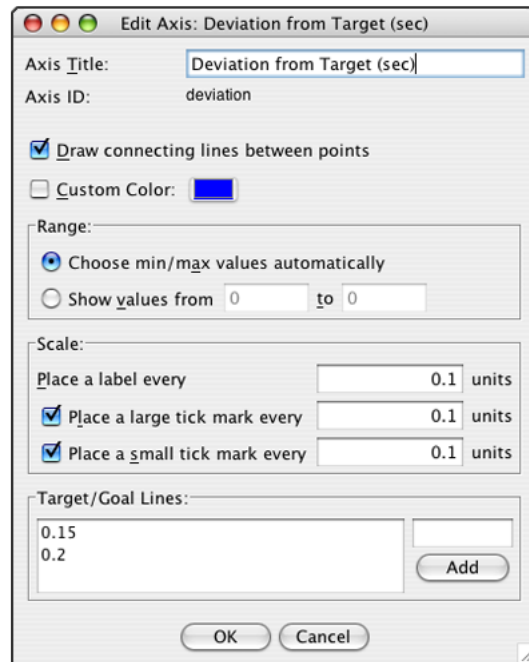 Edit Axis: Deviation from Target (sec)
Axis Title: Deviation from Target (sec)
Axis ID: deviation
Draw connecting lines between points
Custom Color:
Range:
Choose min/max values automatically
Show values from 0 to 0
Scale:
Place a label every 0.1 units
Place a large tick mark every 0.1 units
Place a small tick mark every 0.1 units
Target/Goal Lines:
0.15
0.2
Add
OK Cancel